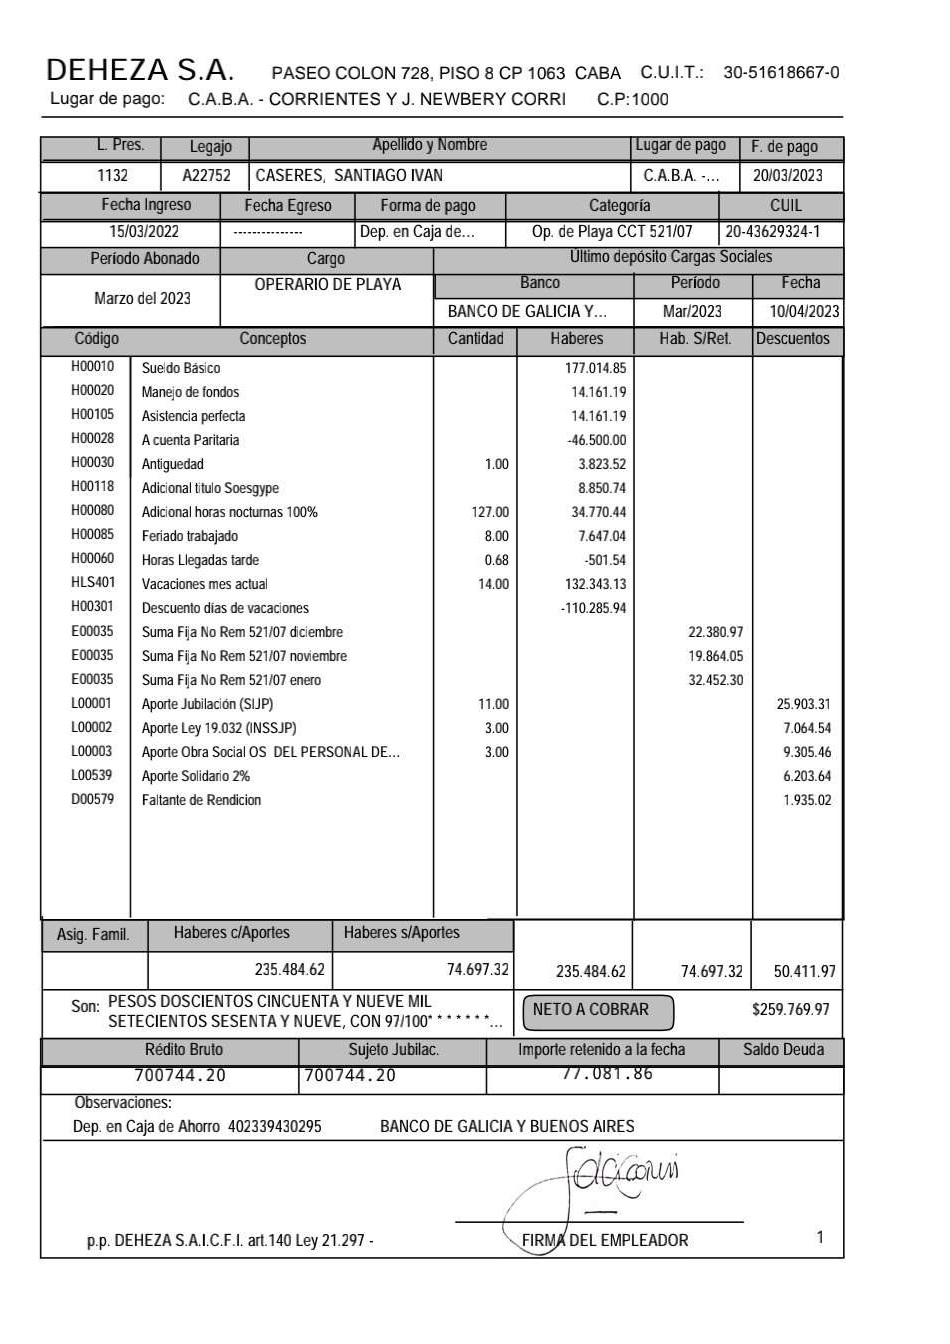 DEHEZA S.A. PASEO COLON 728, PISO 8 CP 1063 CABA C.U.I.T.: 30-51618667-0
Lugar de pago: C.A.B.A. - CORRIENTES Y J. NEWBERY CORRI C.P:1000
L. Pres. Legajo Apellido y Nombre Lugar de pago F. de pago
1132 A22752 CASERES, SANTIAGO IVAN C.A.B.A. -... 20/03/2023
Fecha Ingreso Fecha Egreso Forma de pago Categoría CUIL
15/03/2022 --------------- Dep. en Caja de... Op. de Playa CCT 521/07 20-43629324-1
Período Abonado Cargo Último depósito Cargas Sociales
Marzo del 2023 OPERARIO DE PLAYA Banco Período Fecha
BANCO DE GALICIA Y... Mar/2023 10/04/2023
Código Conceptos Cantidad Haberes Hab. S/Ret. Descuentos
H00010 Sueldo Básico 177.014.85
H00020 Manejo de fondos 14.161.19
H00105 Asistencia perfecta 14.161.19
H00028 A cuenta Paritaria -46.500.00
H00030 Antiguedad 1.00 3.823.52
H00118 Adicional titulo Soesgype 8.850.74
H00080 Adicional horas nocturnas 100% 127.00 34.770.44
H00085 Feriado trabajado 8.00 7.647.04
H00060 Horas Llegadas tarde 0.68 -501.54
HLS401 Vacaciones mes actual 14.00 132.343.13
H00301 Descuento días de vacaciones -110.285.94
E00035 Suma Fija No Rem 521/07 diciembre 22.380.97
E00035 Suma Fija No Rem 521/07 noviembre 19.864.05
E00035 Suma Fija No Rem 521/07 enero 32.452.30
L00001 Aporte Jubilación (SIJP) 11.00 25.903.31
L00002 Aporte Ley 19.032 (INSSJP) 3.00 7.064.54
L00003 Aporte Obra Social OS DEL PERSONAL DE... 3.00 9.305.46
L00539 Aporte Solidario 2% 6.203.64
D00579 Faltante de Rendicion 1.935.02
Asig. Famil. Haberes c/Aportes Haberes s/Aportes
235.484.62 74.697.32 235.484.62 74.697.32 50.411.97
Son: PESOS DOSCIENTOS CINCUENTA Y NUEVE MIL
SETECIENTOS SESENTA Y NUEVE, CON 97/100* * * * * * *... NETO A COBRAR $259.769.97
Rédito Bruto Sujeto Jubilac. Importe retenido a la fecha Saldo Deuda
700744.20 700744.20 77.081.86
Observaciones:
Dep. en Caja de Ahorro 402339430295 BANCO DE GALICIA Y BUENOS AIRES
p.p. DEHEZA S.A.I.C.F.I. art.140 Ley 21.297 - FIRMA DEL EMPLEADOR 1